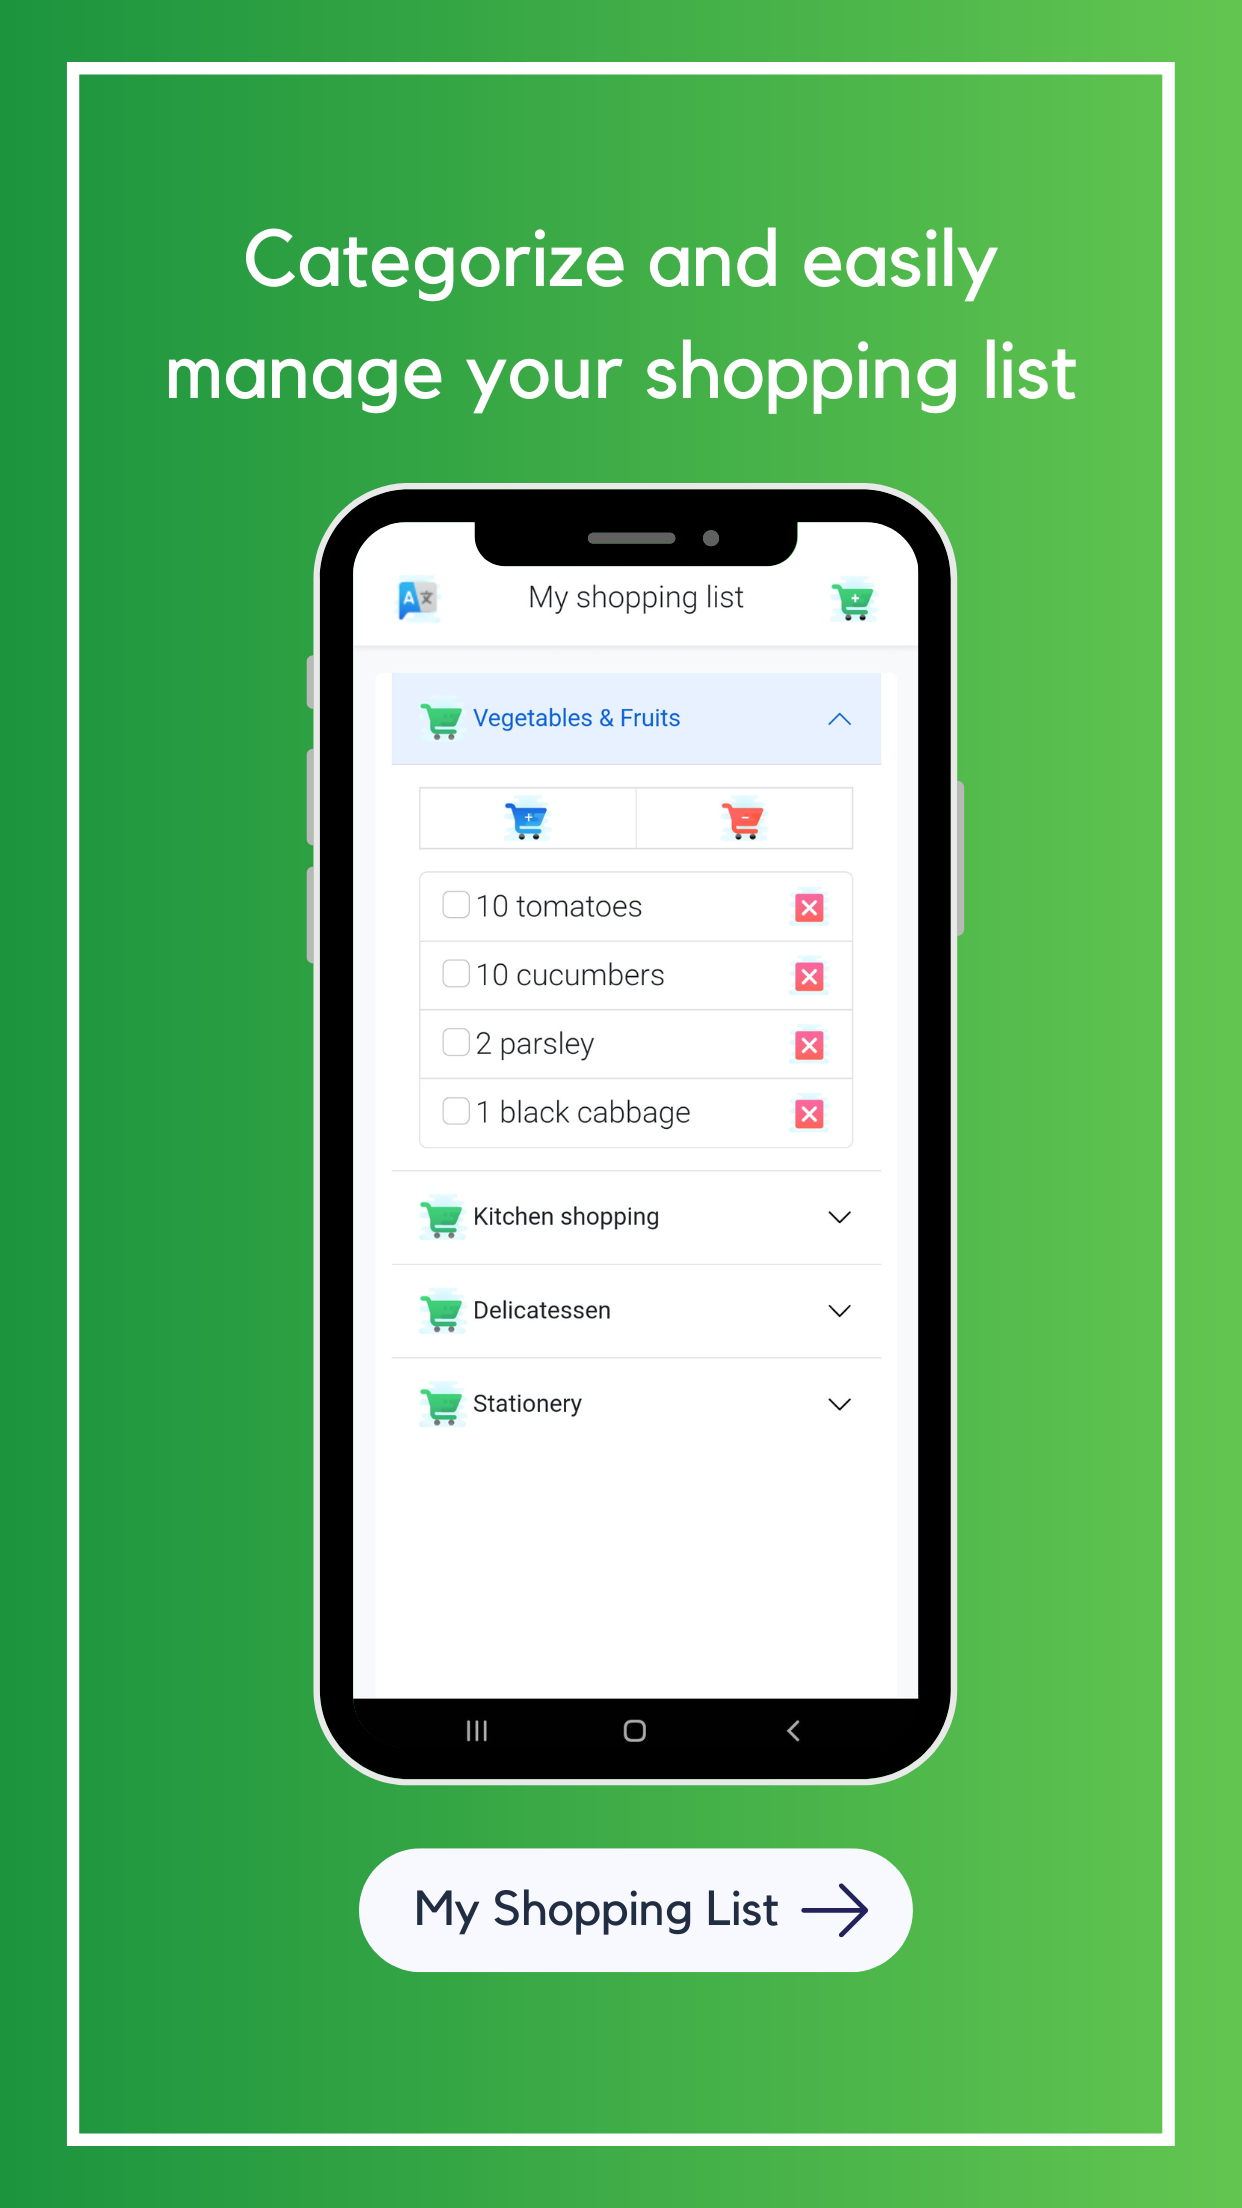 Categorize and easily
manage your shopping list
My shopping list
Vegetables & Fruits
10 tomatoes
10 cucumbers
2 parsley
1 black cabbage
Kitchen shopping
Delicatessen
Stationery
My Shopping List